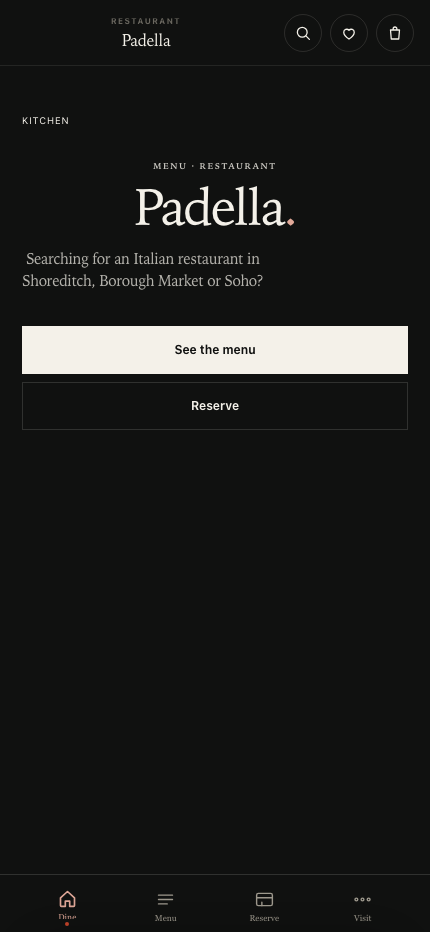 RESTAURANT
Padella
KITCHEN
MENU · RESTAURANT
Padella.
Searching for an Italian restaurant in
Shoreditch, Borough Market or Soho?
See the menu
Reserve
Dine
Menu
Reserve
Visit